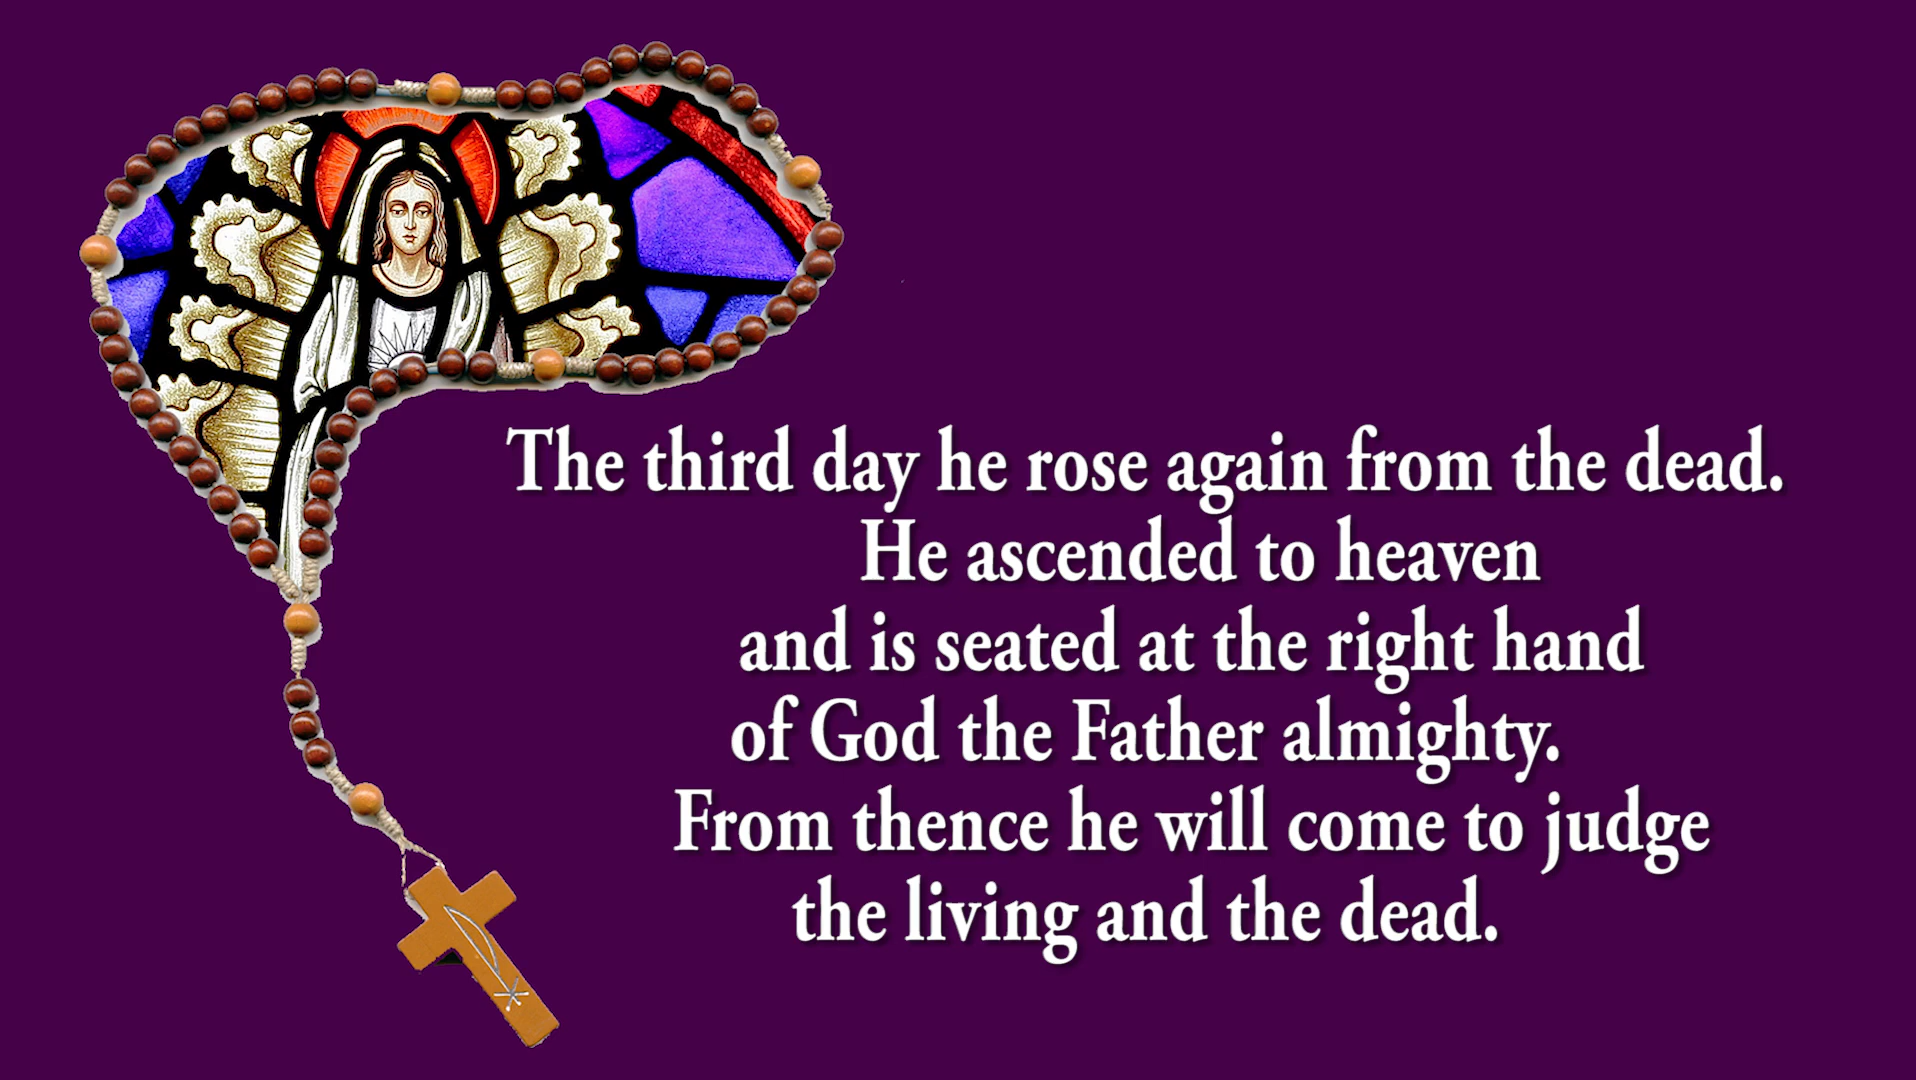 The third day he rose again from the dead.
He ascended to heaven
and is seated at the right hand
of God the Father almighty.
From thence he will come to judge
the living and the dead.